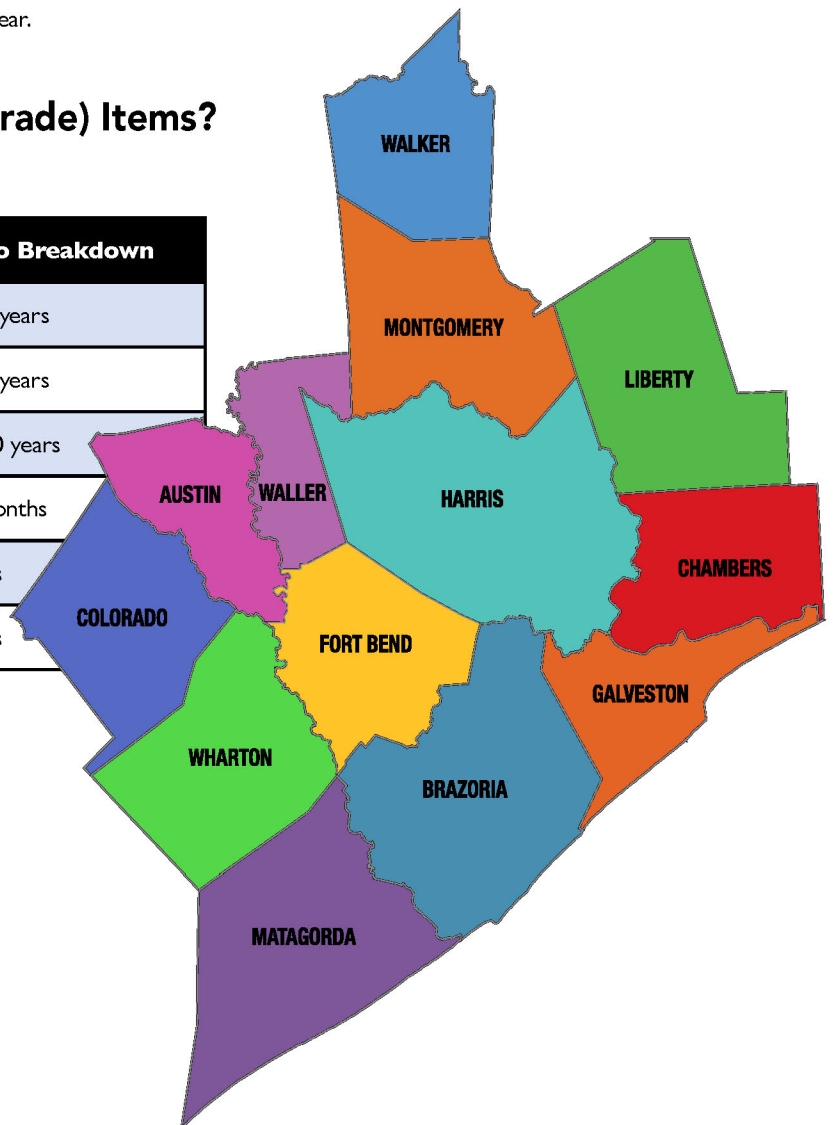 ear.
rade) Items?
o Breakdown
years
years
0 years
onths
s
s
WALKER
MONTGOMERY
LIBERTY
AUSTIN
WALLER
HARRIS
CHAMBERS
COLORADO
FORT BEND
GALVESTON
WHARTON
BRAZORIA
MATAGORDA